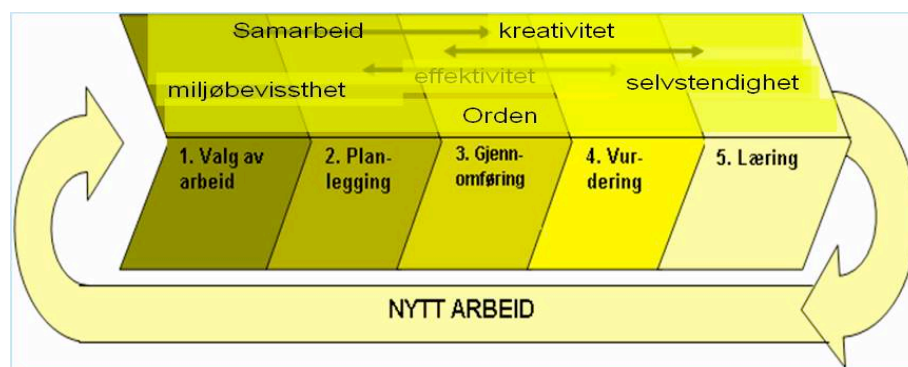 Samarbeid
kreativitet
effektivitet
miljøbevissthet
selvstendighet
Orden
1. Valg av
arbeid
2. Plan-
legging
3. Gjenn-
omføring
4. Vur-
dering
5. Læring
NYTT ARBEID